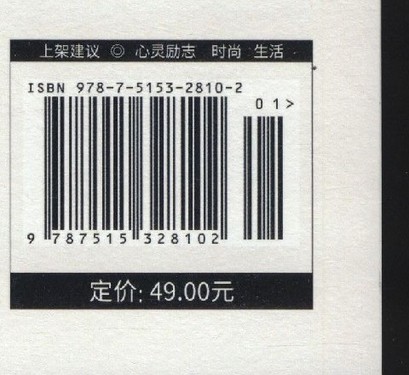 上架建议 ◎ 心灵励志 时尚 生活
ISBN 978-7-5153-2810-2
01>
9 787515 328102
定价: 49.00元